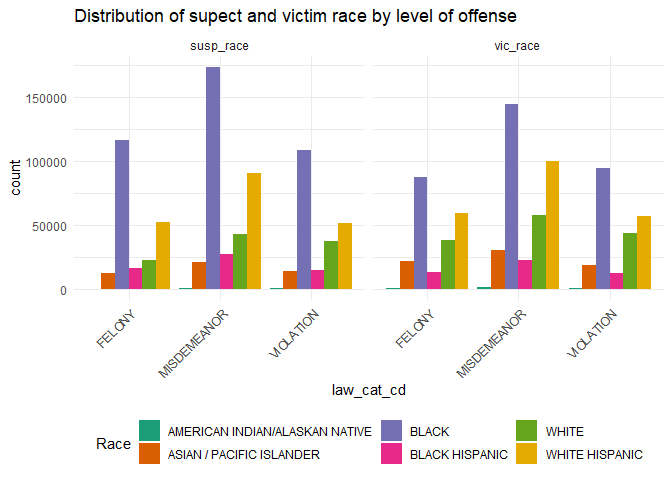 Distribution of supect and victim race by level of offense
susp_race
vic_race
count
150000
100000
50000
0
FELONY
MISDEMEANOR
VIOLATION
FELONY
MISDEMEANOR
VIOLATION
law_cat_cd
Race
AMERICAN INDIAN/ALASKAN NATIVE
BLACK
WHITE
ASIAN / PACIFIC ISLANDER
BLACK HISPANIC
WHITE HISPANIC